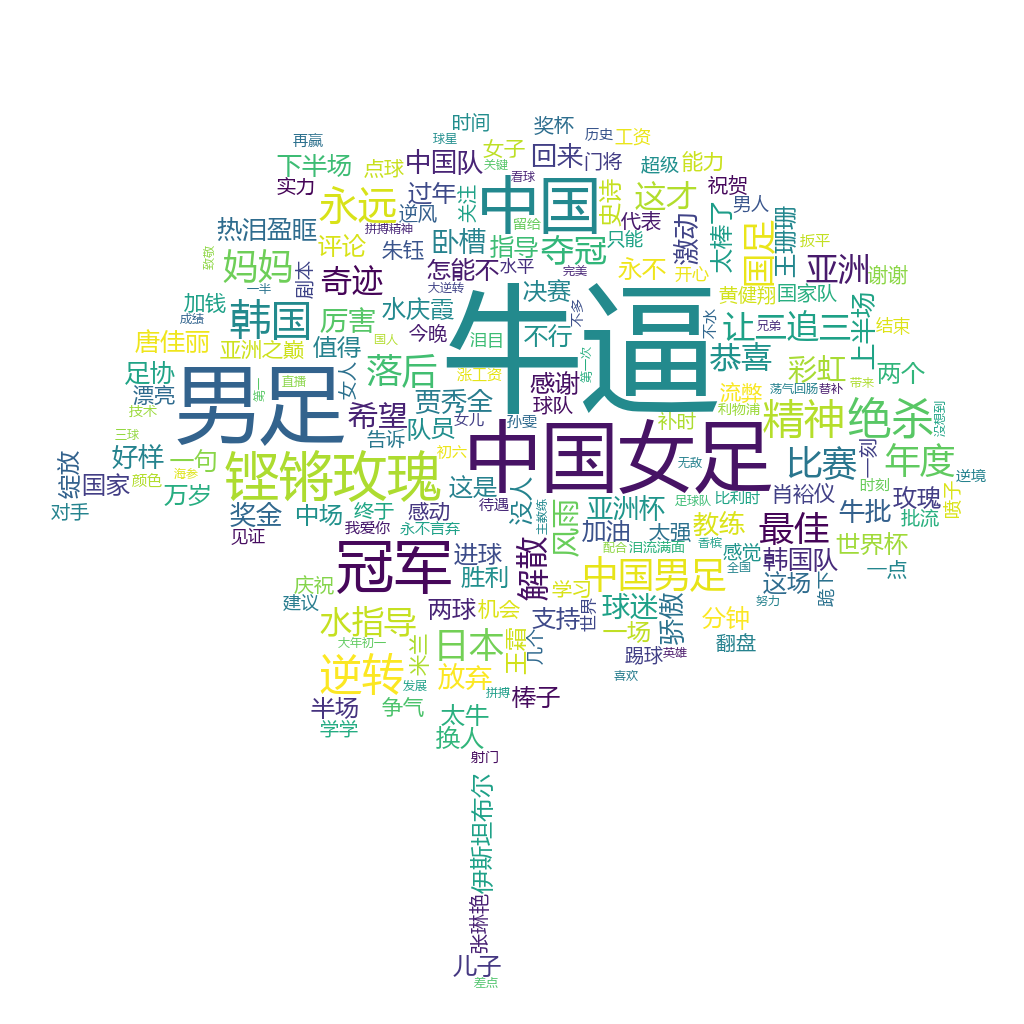 时间
奖杯
历史
工资
再赢
球星
女子
下半场
点球
中国队
关键
回来
门将
超级
能力
实力
永远
过年
看球
中国
史诗
这才
祝贺
男人
热泪盈眶
逆风
关注
拼搏精神
留给
代表
激动
太棒了
国足
王珊珊
扳平
评论
朱钰
卧槽
指导
夺冠
只能
致敬
妈妈
剧本
奇迹
怎能不
水平
完美
永不
开心
亚洲
谢谢
一半
大逆转
加钱
水庆霞
决赛
黄健翔
国家队
成绩
韩国
厉害
今晚
牛逼
不多
不水
兄弟
让二追三
上半场
结束
唐佳丽
亚洲之巅
值得
国人
泪目
不行
第一次
恭喜
足协
女人
落后
涨工资
感谢
彩虹
两个
漂亮
第一
直播
男足
希望
贾秀全
球队
流弊
荡气回肠
替补
带来
技术
告诉
队员
女儿
孙雯
补时
利物浦
精神
绝杀
没想到
三球
好样
一句
铿锵玫瑰
初六
中国女足
无敌
比赛
一刻
年度
绽放
国家
颜色
海参
这是
没人
足球队
比利时
时刻
逆境
对手
万岁
奖金
中场
终于
感动
待遇
主教练
亚洲杯
肖裕仪
玫瑰
喷子
见证
我爱你
永不言弃
风雨
加油
太强
教练
最佳
牛批
批流
冠军
进球
解散
配合
泪流满面
香槟
感觉
韩国队
世界杯
庆祝
胜利
学习
中国男足
全国
这场
跪下
一点
建议
水指导
两球
机会
支持
世界
球迷
骄傲
分钟
努力
大年初一
米兰
日本
王霜
几个
一场
翻盘
逆转
发展
放弃
拼搏
棒子
踢球
英雄
喜欢
半场
争气
太牛
学学
换人
射门
伊斯坦布尔
张琳艳
儿子
差点